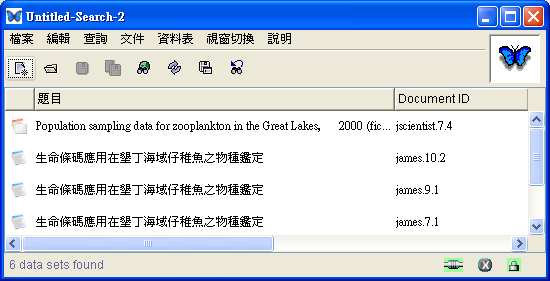 Untitled-Search-2
檔案 編輯 查詢 文件 資料表 視窗切換 說明
題目 Document ID
Population sampling data for zooplankton in the Great Lakes, 2000 (fic... jscientist.7.4
生命條碼應用在墾丁海域仔稚魚之物種鑑定 james.10.2
生命條碼應用在墾丁海域仔稚魚之物種鑑定 james.9.1
生命條碼應用在墾丁海域仔稚魚之物種鑑定 james.7.1
6 data sets found